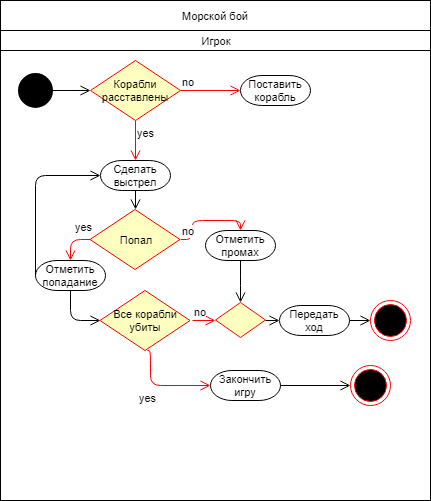 Морской бой
Игрок
Корабли
расставлены
no
Поставить
корабль
yes
Сделать
выстрел
yes
Попал
no
Отметить
промах
Отметить
попадание
Все корабли
убиты
no
Передать
ход
yes
Закончить
игру